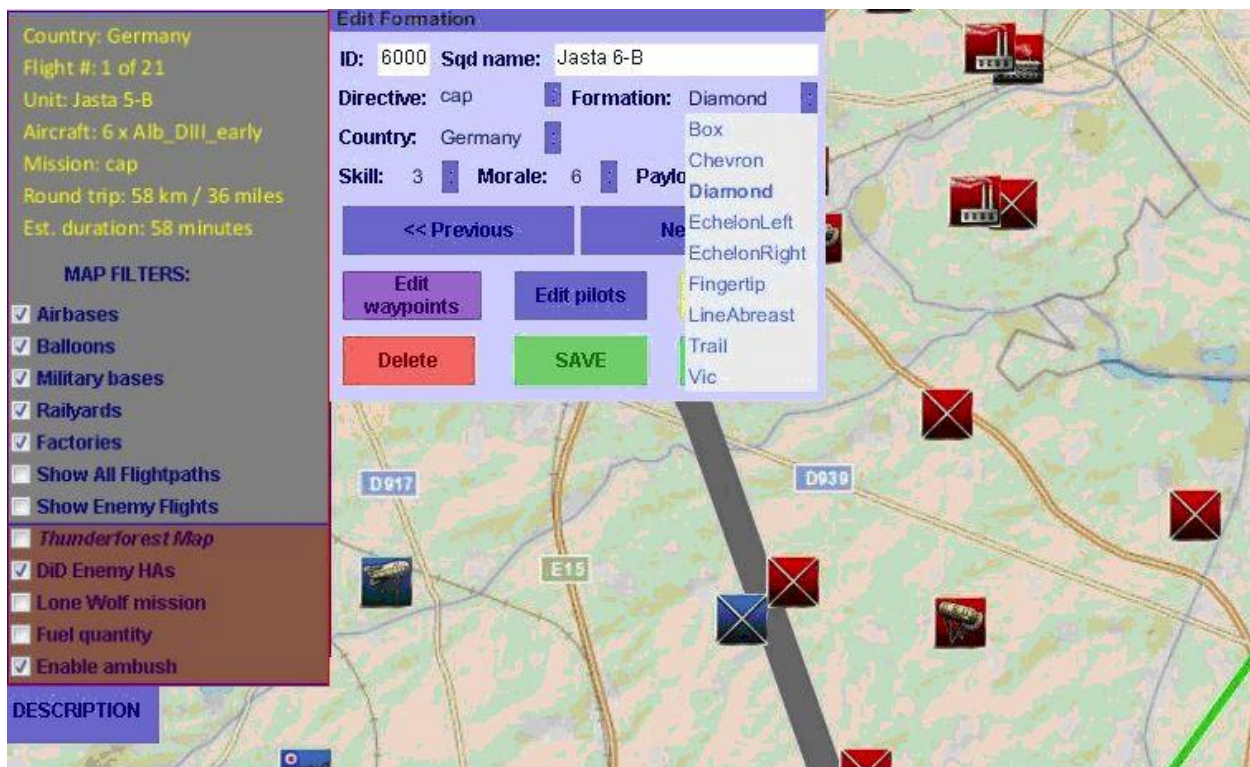 Country: Germany
Flight #: 1 of 21
Unit: Jasta 5-B
Aircraft: 6 x Alb_DIII_early
Mission: cap
Round trip: 58 km / 36 miles
Est. duration: 58 minutes
MAP FILTERS:
Airbases
Balloons
Military bases
Railyards
Factories
Show All Flightpaths
Show Enemy Flights
Thunderforest Map
DiD Enemy HAs
Lone Wolf mission
Fuel quantity
Enable ambush
DESCRIPTION
Edit Formation
ID: 6000 Sqd name: Jasta 6-B
Directive: cap Formation: Diamond
Country: Germany
Skill: 3 Morale: 6 Paylo
<< Previous
Ne
Edit
waypoints
Edit pilots
Delete
SAVE
Box
Chevron
Diamond
EchelonLeft
EchelonRight
Fingertip
LineAbreast
Trail
Vic
D917
D939
E15